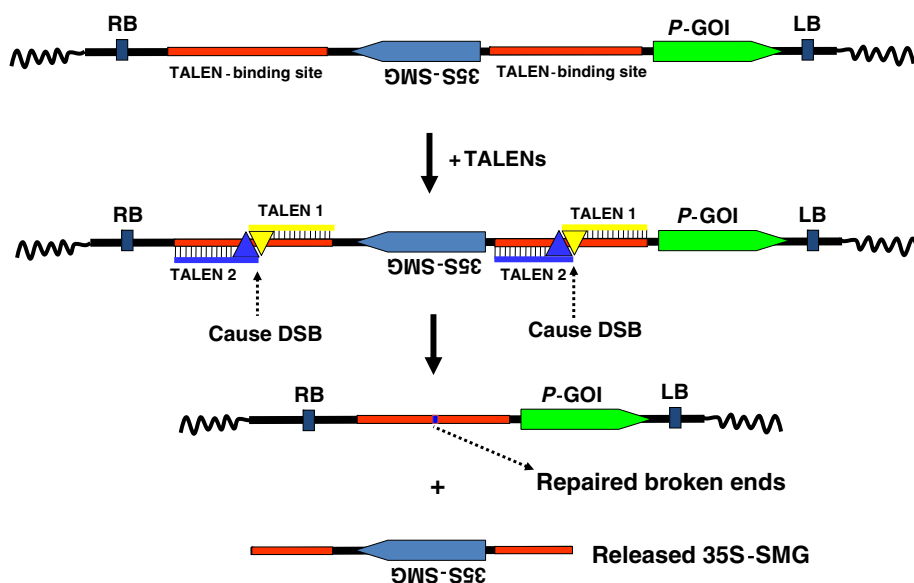 RB
P-GOI
LB
TALEN-binding site
35S-SMG
TALEN-binding site
+TALENs
RB
TALEN 1
TALEN 2
35S-SMG
TALEN 1
TALEN 2
P-GOI
LB
Cause DSB
Cause DSB
RB
P-GOI
LB
Repaired broken ends
+
35S-SMG
Released 35S-SMG